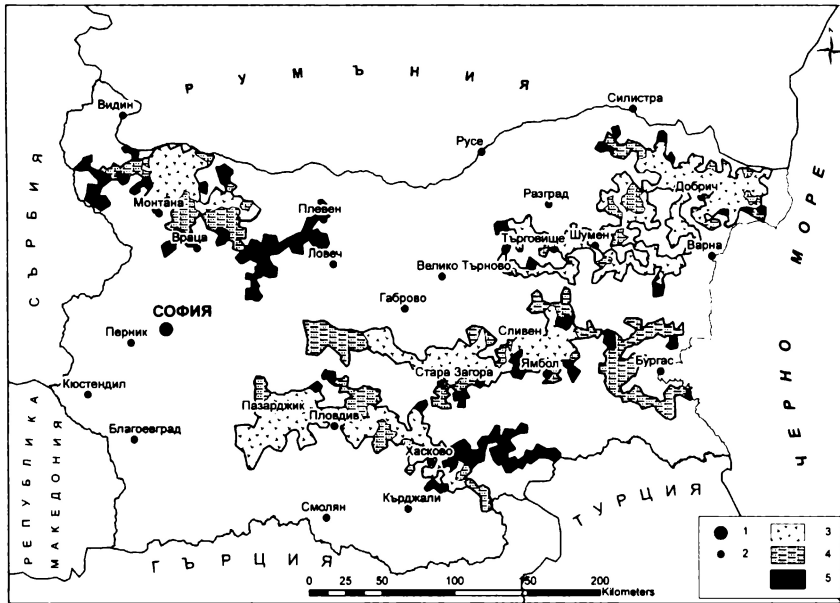 РУМЪНИЯ
Видин
Силистра
Русе
СЪРБИЯ
Монтана
Враца
Плевен
Ловеч
Разград
Добрич
Търговище
Шумен
Варна
Велико Търново
Габрово
СОФИЯ
Перник
Сливен
Стара Загора
Ямбол
Бургас
Кюстендил
Пазарджик
Пловдив
Благоевград
Хасково
Кърджали
Смолян
ЧЕРНО МОРЕ
РЕПУБЛИКА
МАКЕДОНИЯ
ГЪРЦИЯ
ТУРЦИЯ
1 3
2 4
5
0 25 50 100 150 200
Kilometers